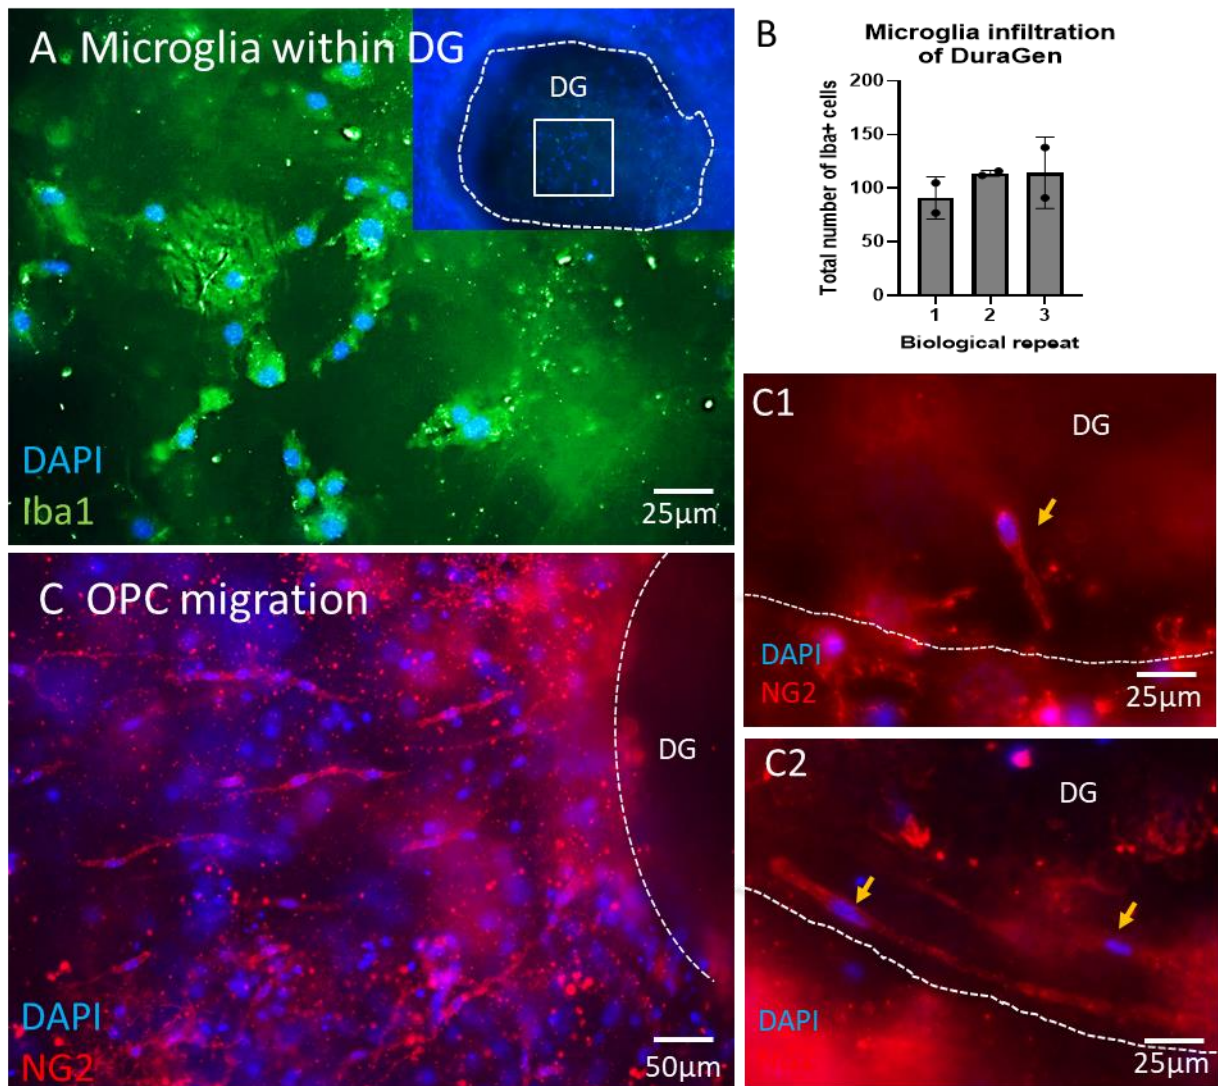 A Microglia within DG
DG
DAPI
Iba1
25µm
B
Microglia infiltration
of DuraGen
Total number of Iba+ cells
200
150
100
50
0
1 2 3
Biological repeat
C OPC migration
DG
DAPI
NG2
50µm
C1
DG
DAPI
NG2
25µm
C2
DG
DAPI
25µm